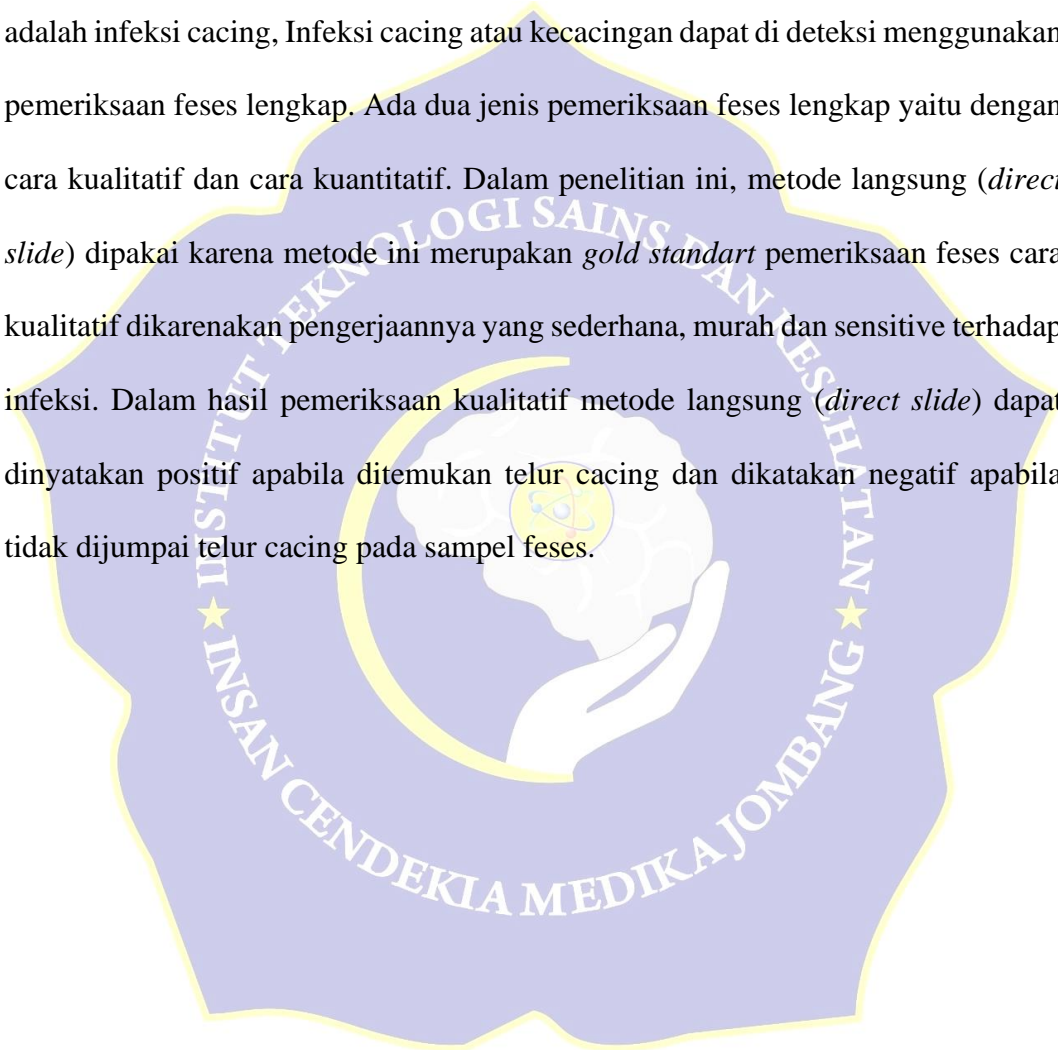 adalah infeksi cacing, Infeksi cacing atau kecacingan dapat di deteksi menggunakan
pemeriksaan feses lengkap. Ada dua jenis pemeriksaan feses lengkap yaitu dengan
cara kualitatif dan cara kuantitatif. Dalam penelitian ini, metode langsung (direct
slide) dipakai karena metode ini merupakan gold standart pemeriksaan feses cara
kualitatif dikarenakan pengerjaannya yang sederhana, murah dan sensitive terhadap
infeksi. Dalam hasil pemeriksaan kualitatif metode langsung (direct slide) dapat
dinyatakan positif apabila ditemukan telur cacing dan dikatakan negatif apabila
tidak dijumpai telur cacing pada sampel feses.
INSTITUT TEKNOLOGI SAINS DAN KESEHATAN
INSAN CENDEKIA MEDIKA JOMBANG